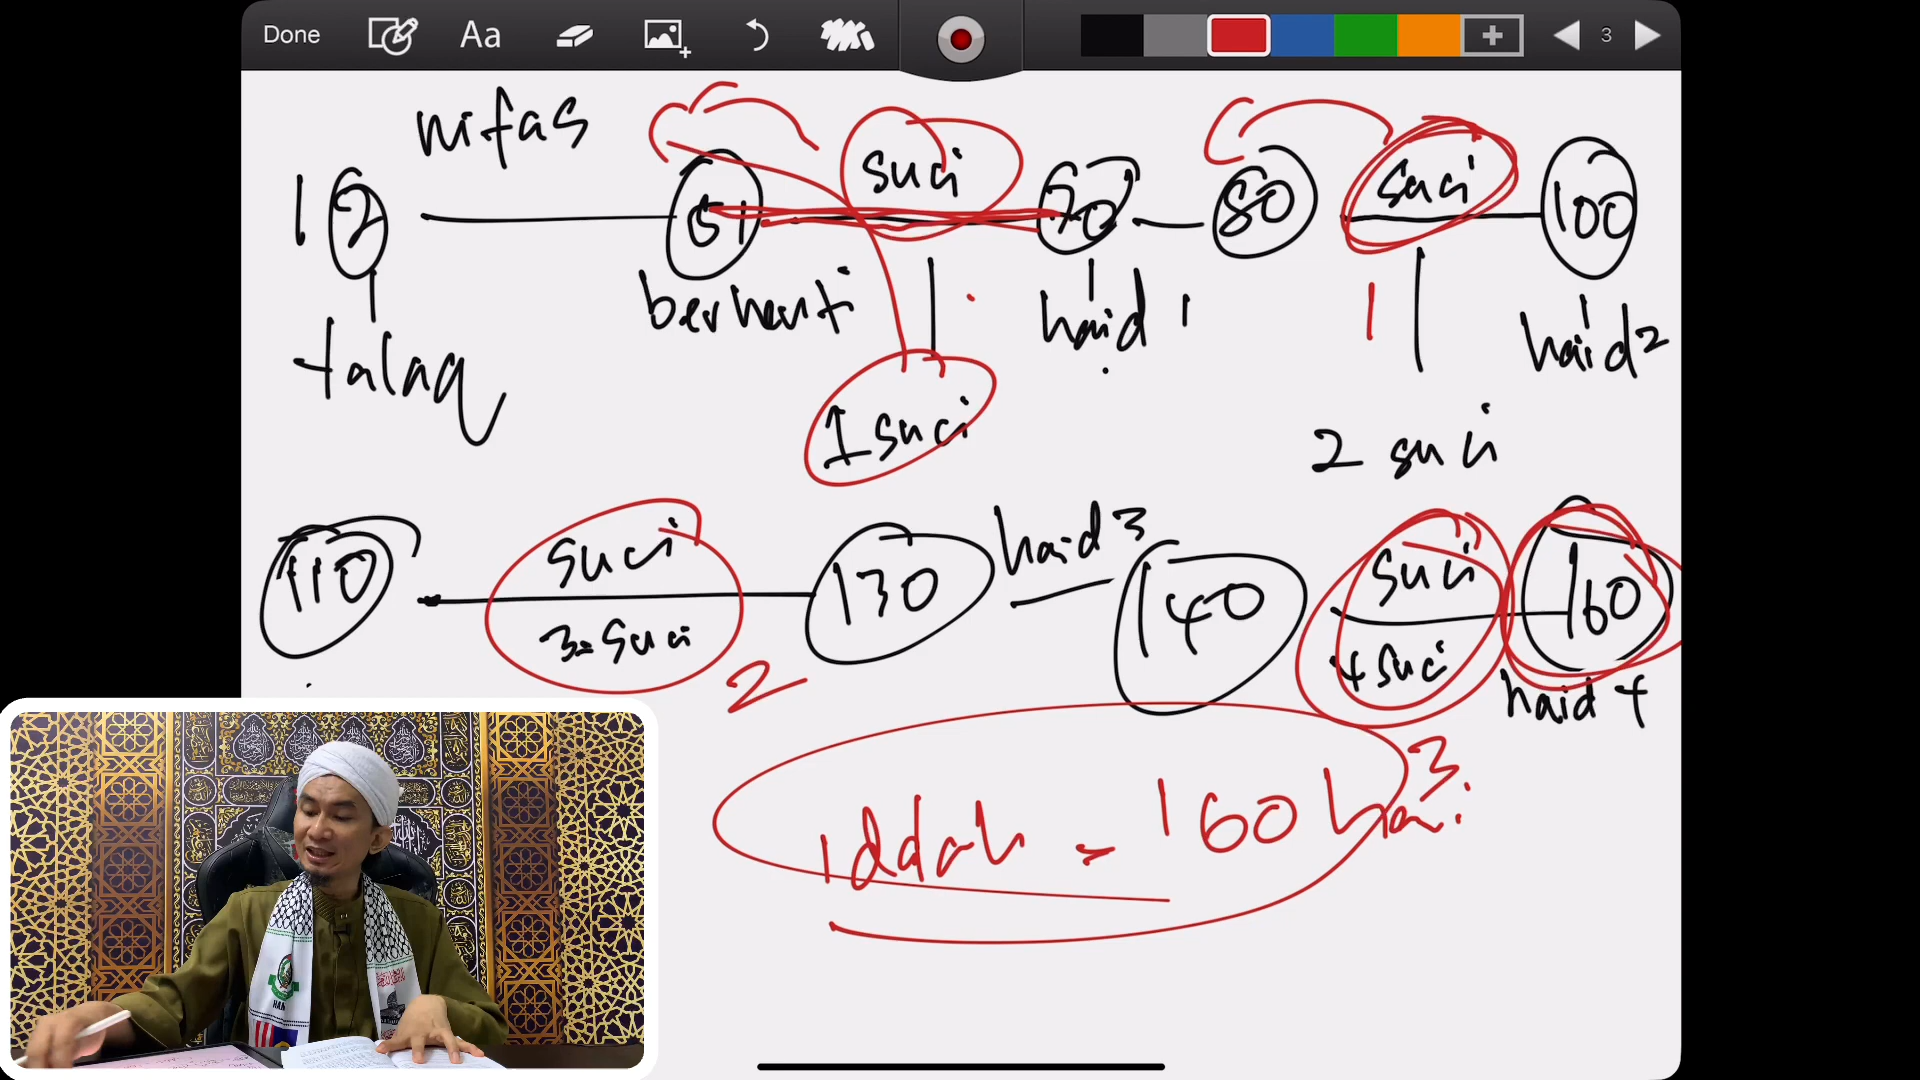 Done Aa 3
nifas suci suci
1 2 61 70 80 100
berhenti haid 1 1 haid 2
talaq
1 suci 2 suci
suci haid 3 suci
110 130 140 160
3 suci 4 suci
2 haid 4
3
iddah = 160 hari